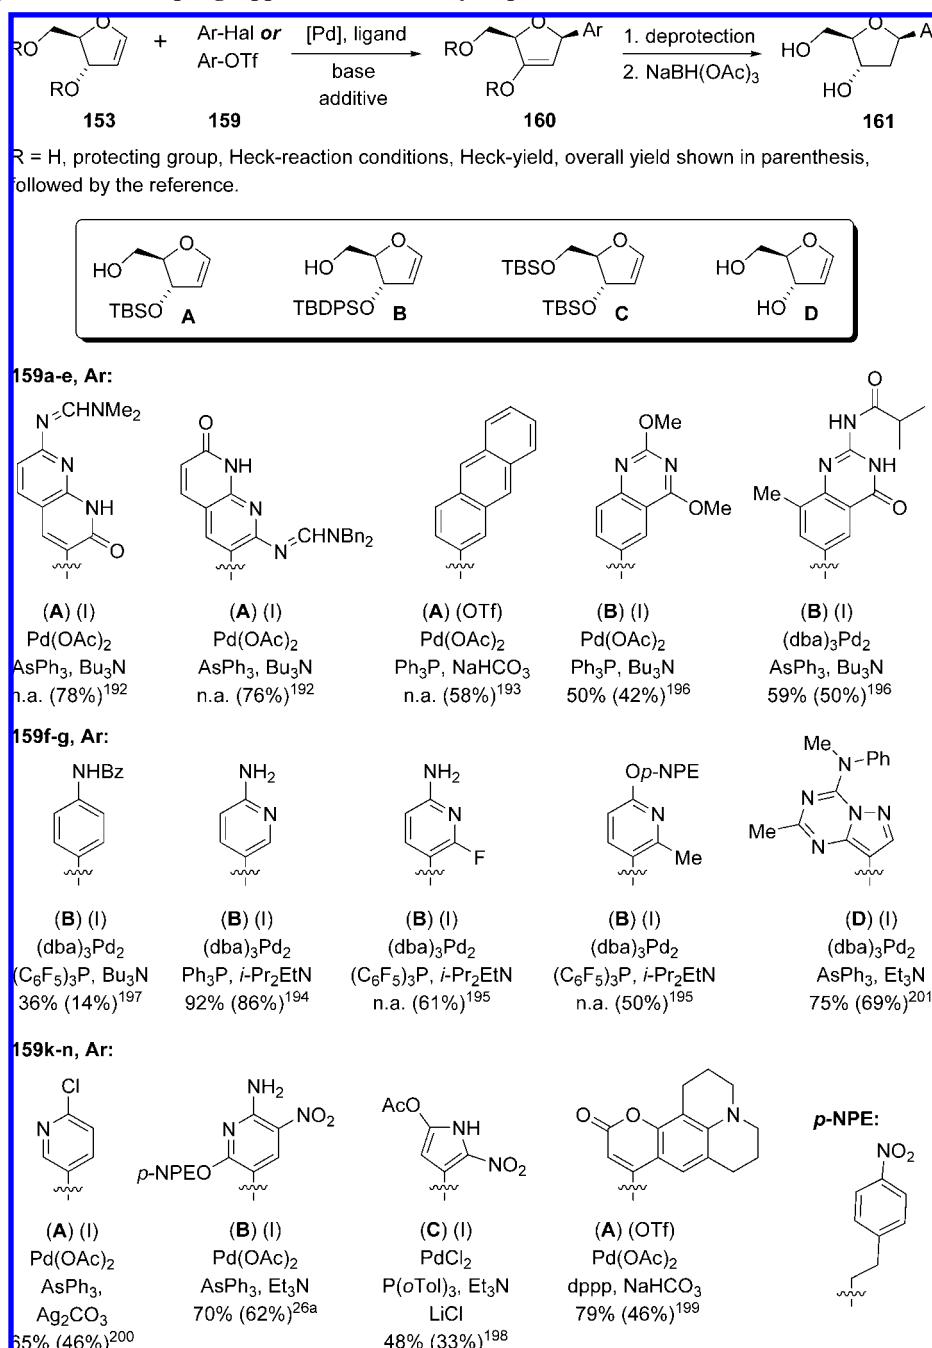 RO
RO
O
153
+
Ar-Hal or
Ar-OTf
159
[Pd], ligand
base
additive
RO
RO
O
Ar
160
1. deprotection
2. NaBH(OAc)3
HO
HO
O
161
R = H, protecting group, Heck-reaction conditions, Heck-yield, overall yield shown in parenthesis,
followed by the reference.
HO O TBSO A
HO O TBDPSO B
TBSO O TBSO C
HO O HO D
159a-e, Ar:
N CHNMe2 N NH O
O NH N N CHNBn2
OMe N N OMe
O HN N NH Me O
(A) (I) (A) (I) (A) (OTf) (B) (I) (B) (I)
Pd(OAc)2 Pd(OAc)2 Pd(OAc)2 Pd(OAc)2 (dba)3Pd2
AsPh3, Bu3N AsPh3, Bu3N Ph3P, NaHCO3 Ph3P, Bu3N AsPh3, Bu3N
n.a. (78%)192 n.a. (76%)192 n.a. (58%)193 50% (42%)196 59% (50%)196
159f-g, Ar:
NHBz
NH2 N
NH2 N F
Op-NPE N Me
Me N Ph N N N Me N
(B) (I) (B) (I) (B) (I) (B) (I) (D) (I)
(dba)3Pd2 (dba)3Pd2 (dba)3Pd2 (dba)3Pd2 (dba)3Pd2
(C6F5)3P, Bu3N Ph3P, i-Pr2EtN (C6F5)3P, i-Pr2EtN (C6F5)3P, i-Pr2EtN AsPh3, Et3N
36% (14%)197 92% (86%)194 n.a. (61%)195 n.a. (50%)195 75% (69%)201
159k-n, Ar:
Cl N
NH2 N NO2 p-NPEO
AcO NH NO2
O O N
p-NPE:
NO2
(A) (I) (B) (I) (C) (I) (A) (OTf)
Pd(OAc)2 Pd(OAc)2 PdCl2 Pd(OAc)2
AsPh3, AsPh3, Et3N P(oTol)3, Et3N dppp, NaHCO3
Ag2CO3 70% (62%)26a LiCl 79% (46%)199
65% (46%)200 48% (33%)198